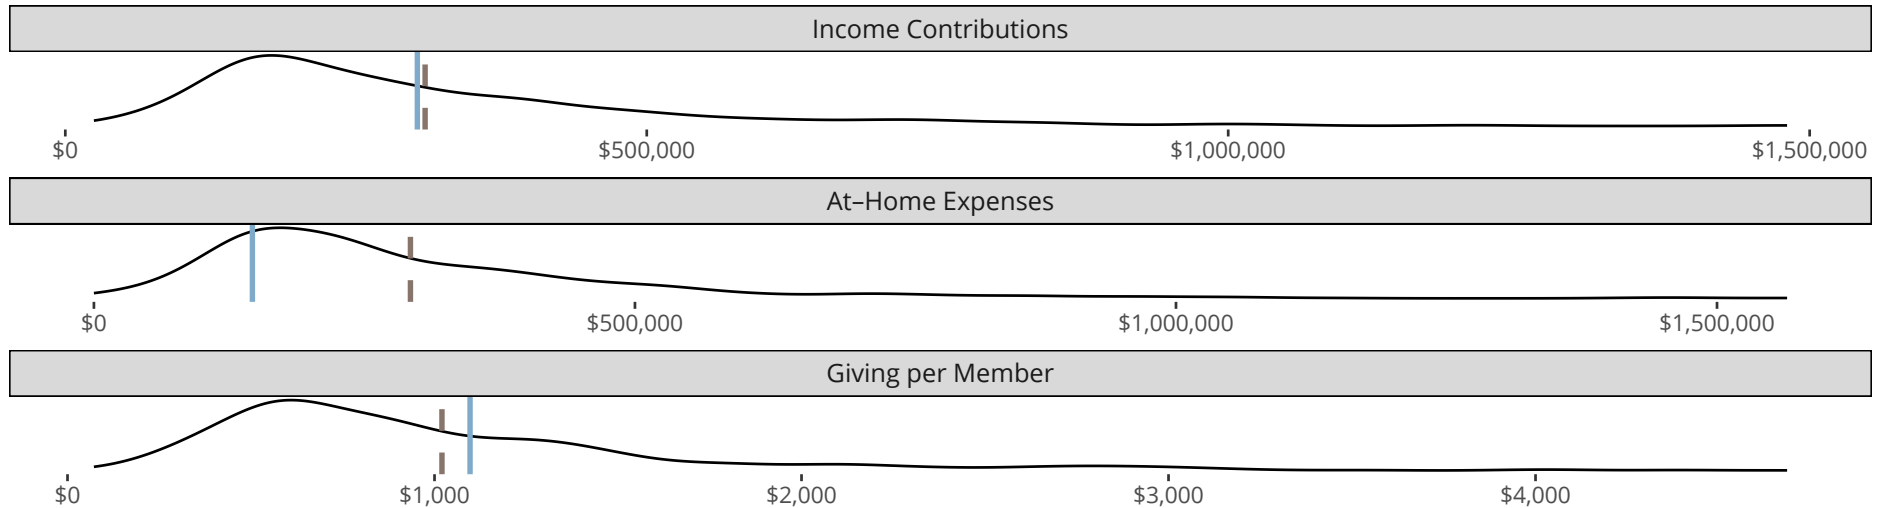 Income Contributions
$0 $500,000 $1,000,000 $1,500,000
At–Home Expenses
$0 $500,000 $1,000,000 $1,500,000
Giving per Member
$0 $1,000 $2,000 $3,000 $4,000